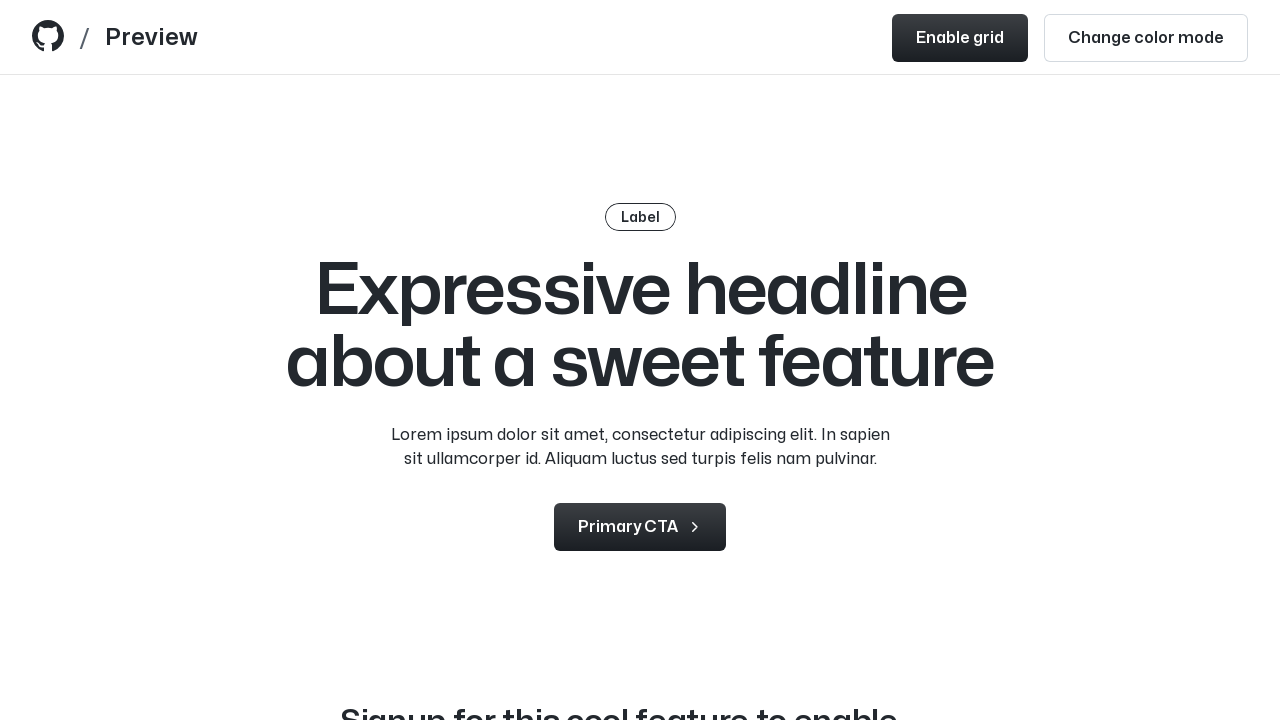 / Preview
Enable grid
Change color mode
Label
Expressive headline
about a sweet feature
Lorem ipsum dolor sit amet, consectetur adipiscing elit. In sapien
sit ullamcorper id. Aliquam luctus sed turpis felis nam pulvinar.
Primary CTA
Signup for this cool feature to enable